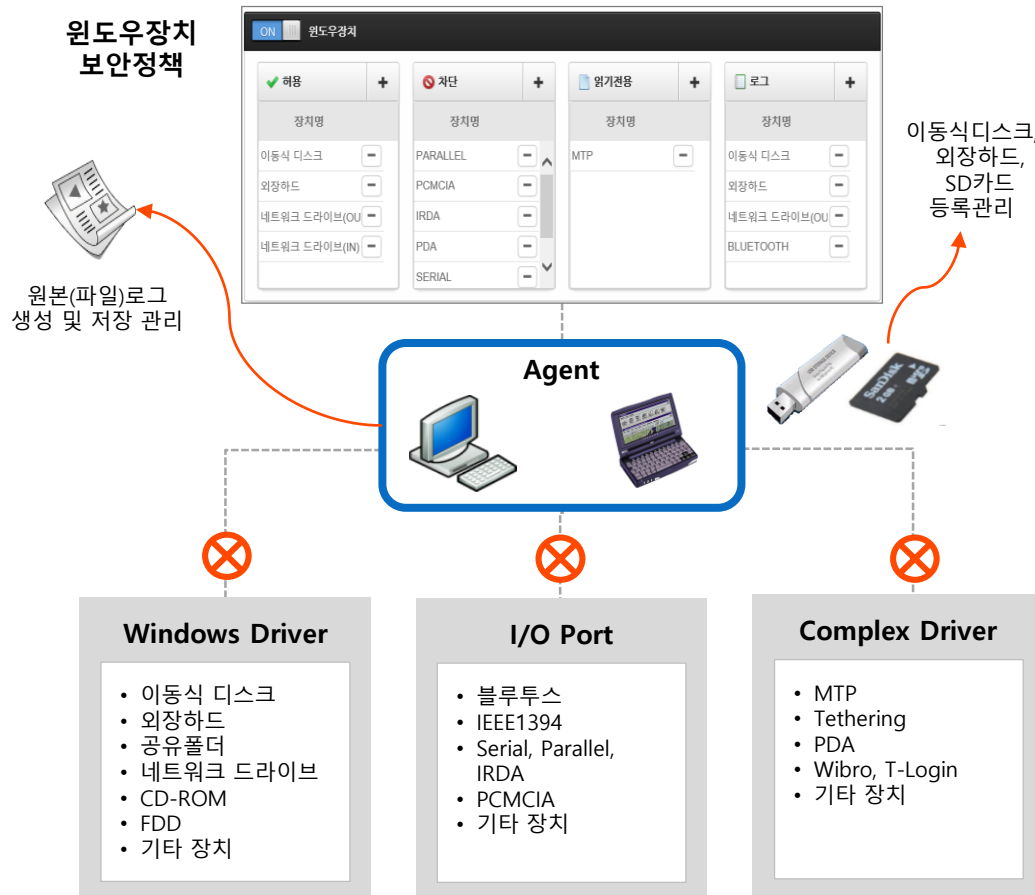 윈도우장치
보안정책
ON
윈도우장치
허용 +
장치명
이동식 디스크
외장하드
네트워크 드라이브(OU
네트워크 드라이브(IN)
차단 +
장치명
PARALLEL
PCMCIA
IRDA
PDA
SERIAL
읽기전용 +
장치명
MTP
로그 +
장치명
이동식 디스크
외장하드
네트워크 드라이브(OU
BLUETOOTH
이동식디스크,
외장하드,
SD카드
등록관리
원본(파일)로그
생성 및 저장 관리
Agent
SanDisk
2 GB
Windows Driver
• 이동식 디스크
• 외장하드
• 공유폴더
• 네트워크 드라이브
• CD-ROM
• FDD
• 기타 장치
I/O Port
• 블루투스
• IEEE1394
• Serial, Parallel,
IRDA
• PCMCIA
• 기타 장치
Complex Driver
• MTP
• Tethering
• PDA
• Wibro, T-Login
• 기타 장치